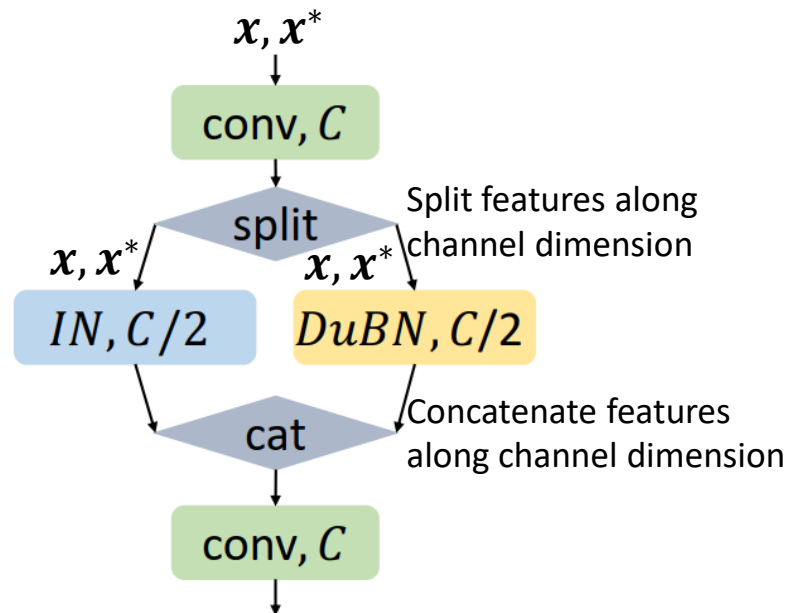 x, x*
conv, C
split
Split features along
channel dimension
x, x*
x, x*
IN, C/2
DuBN, C/2
cat
Concatenate features
along channel dimension
conv, C